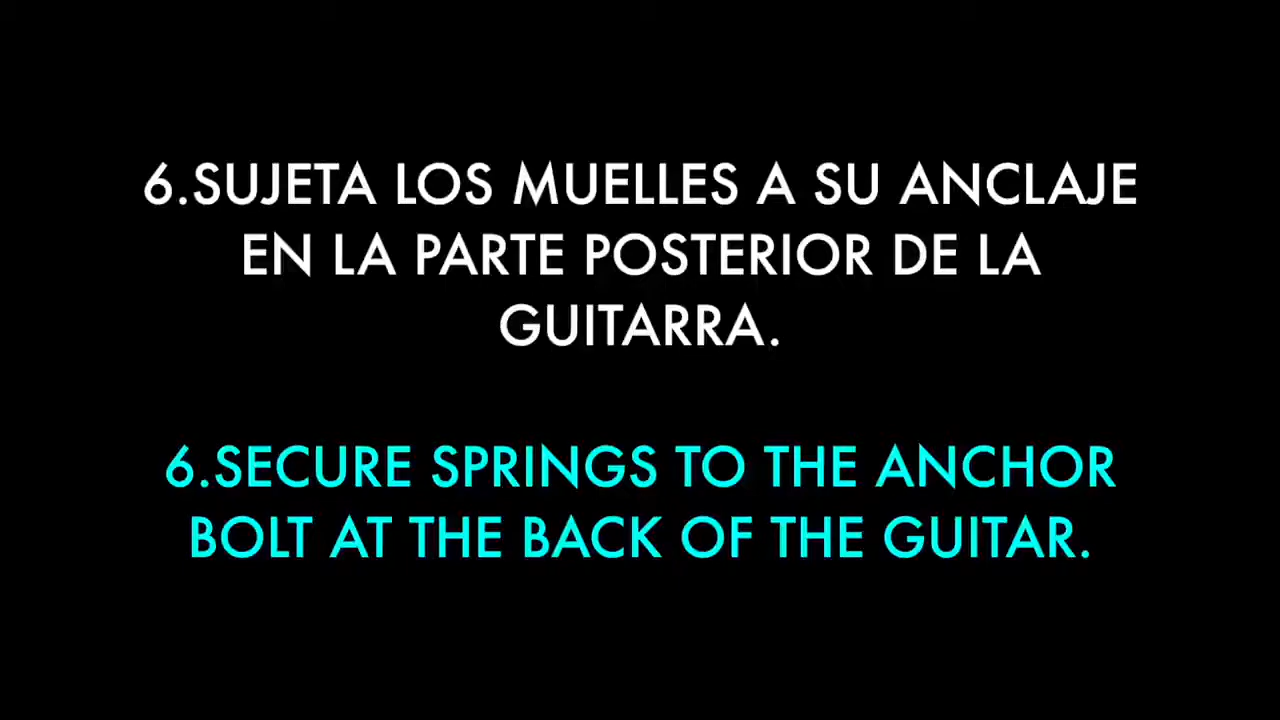 6.SUJETA LOS MUELLES A SU ANCLAJE
EN LA PARTE POSTERIOR DE LA
GUITARRA.
6.SECURE SPRINGS TO THE ANCHOR
BOLT AT THE BACK OF THE GUITAR.